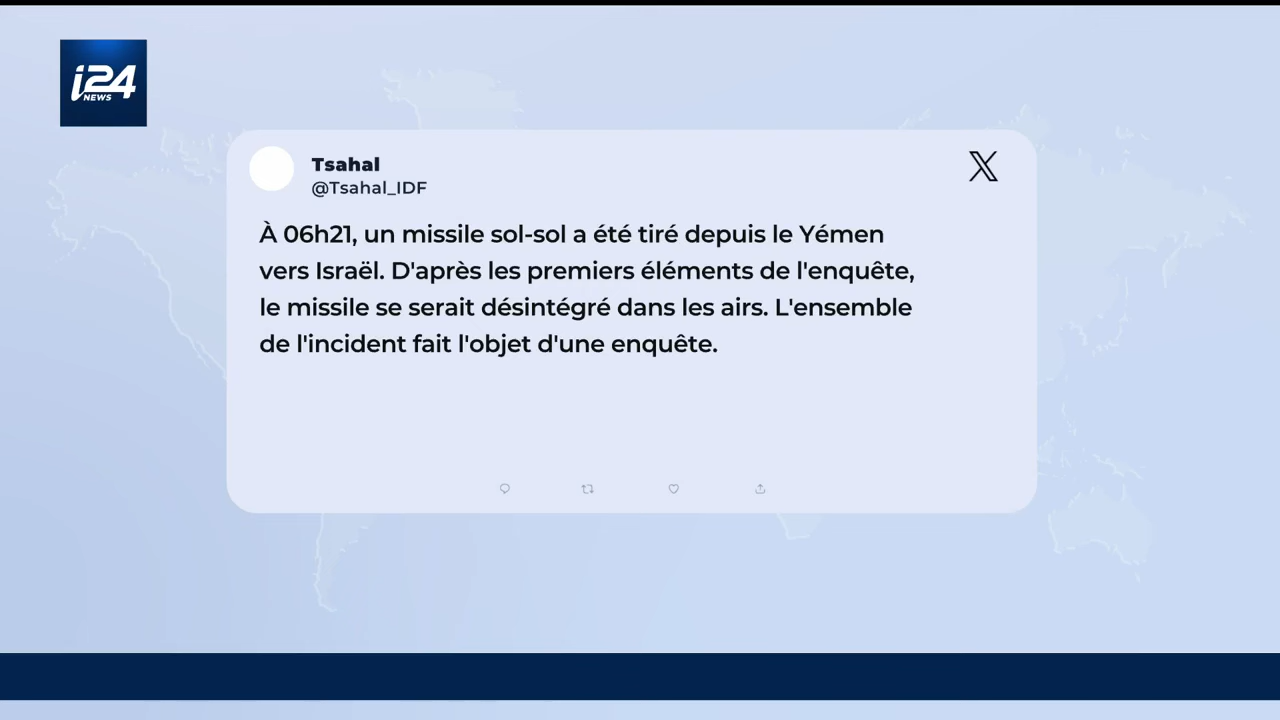 i24
NEWS
Tsahal
@Tsahal_IDF
À 06h21, un missile sol-sol a été tiré depuis le Yémen
vers Israël. D'après les premiers éléments de l'enquête,
le missile se serait désintégré dans les airs. L'ensemble
de l'incident fait l'objet d'une enquête.